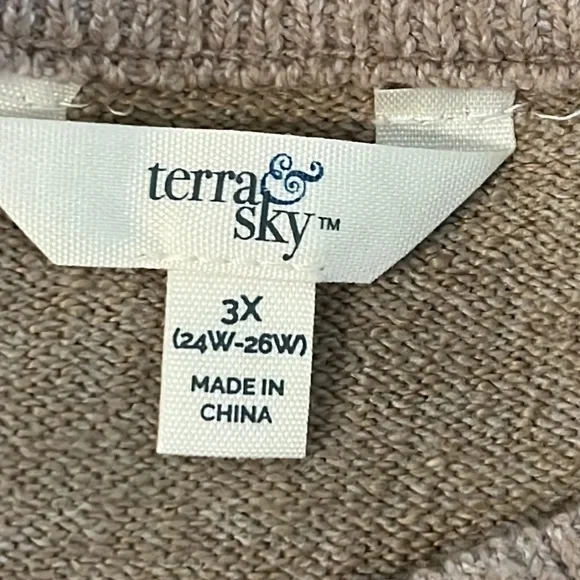 terra &
sky™
3X
(24W-26W)
MADE IN
CHINA